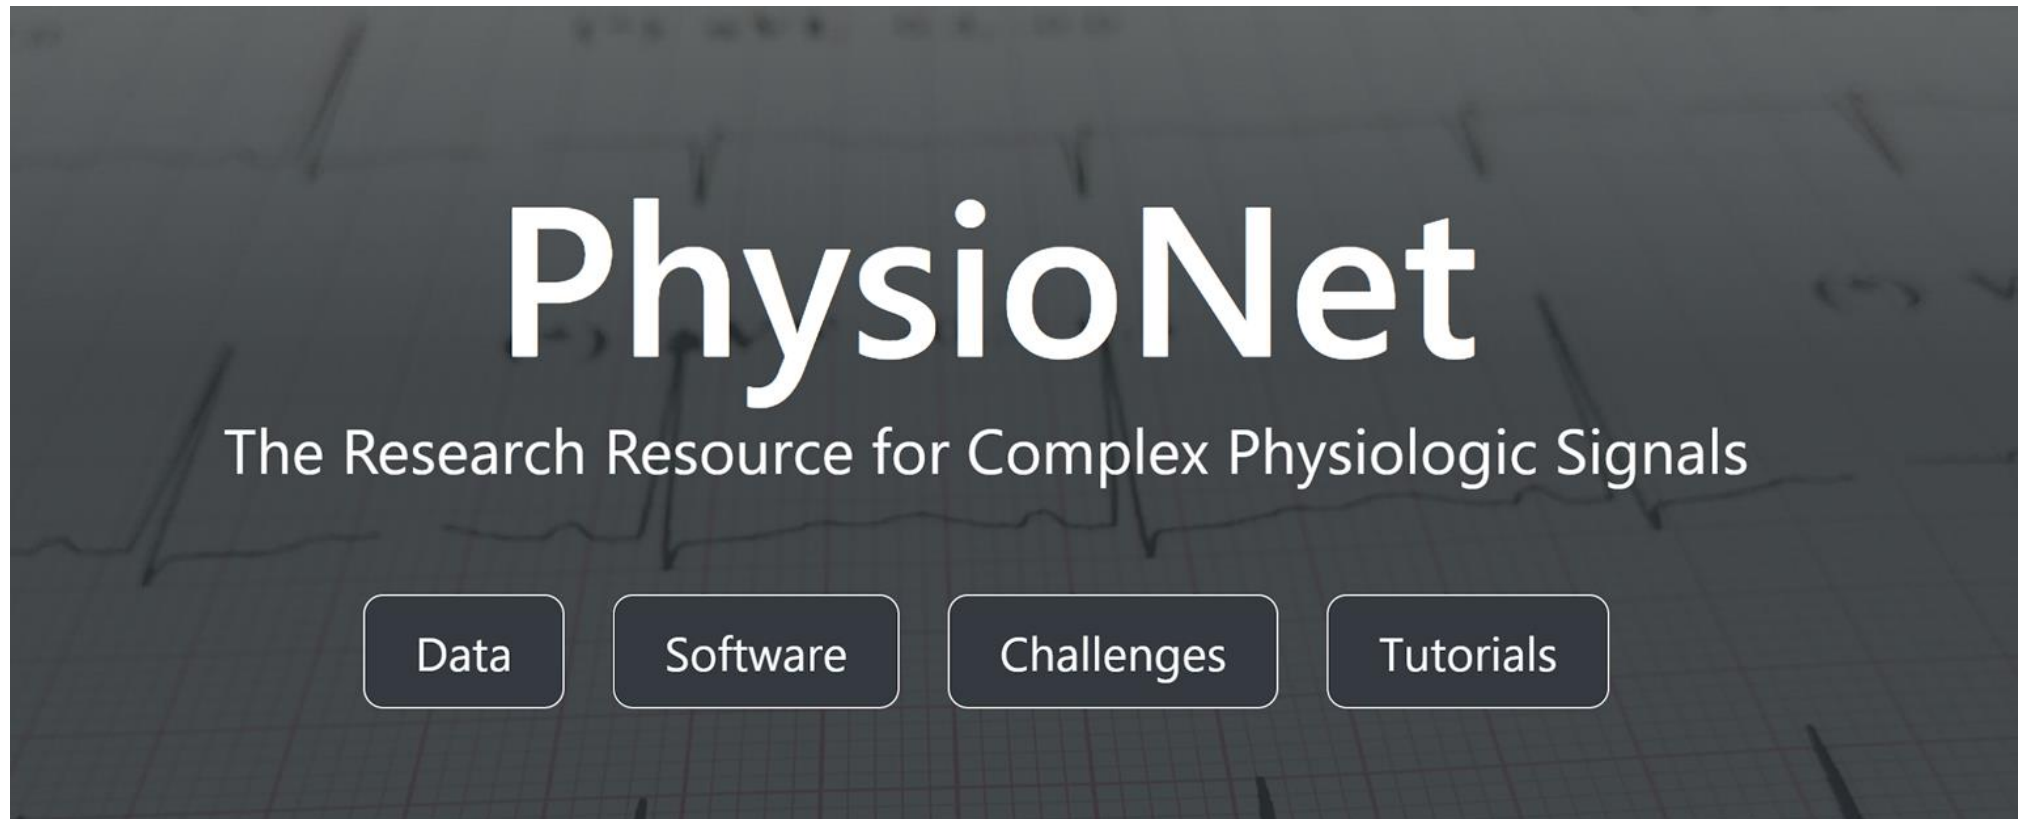 PhysioNet
The Research Resource for Complex Physiologic Signals
Data Software Challenges Tutorials